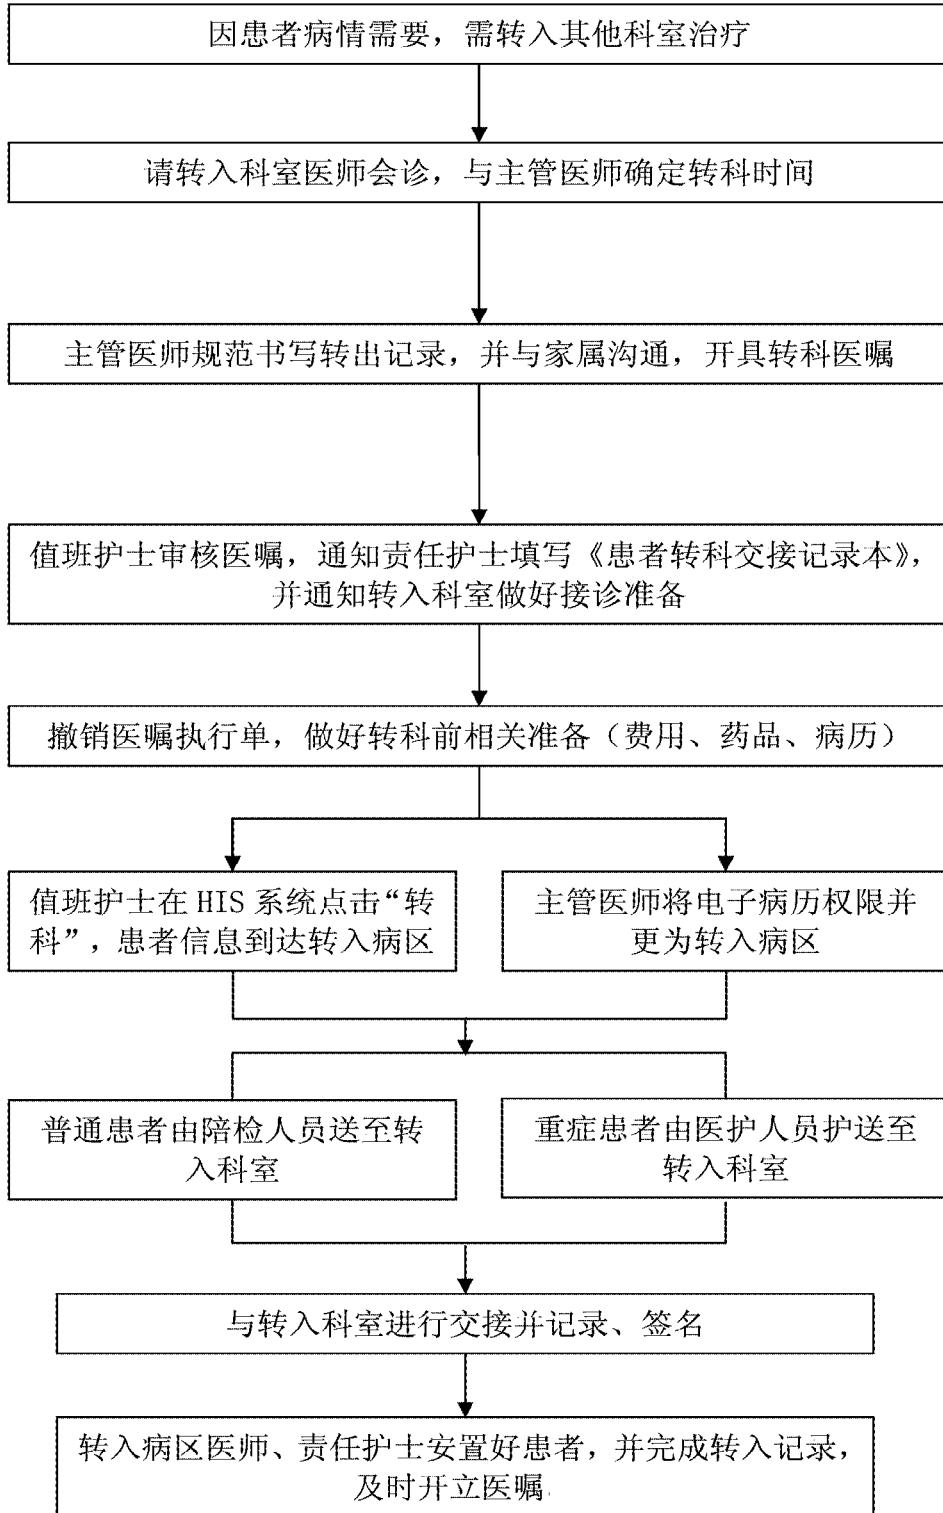 因患者病情需要，需转入其他科室治疗
请转入科室医师会诊，与主管医师确定转科时间
主管医师规范书写转出记录，并与家属沟通，开具转科医嘱
值班护士审核医嘱，通知责任护士填写《患者转科交接记录本》，
并通知转入科室做好接诊准备
撤销医嘱执行单，做好转科前相关准备（费用、药品、病历）
值班护士在 HIS 系统点击“转
科”，患者信息到达转入病区
主管医师将电子病历权限并
更为转入病区
普通患者由陪检人员送至转
入科室
重症患者由医护人员护送至
转入科室
与转入科室进行交接并记录、签名
转入病区医师、责任护士安置好患者，并完成转入记录，
及时开立医嘱